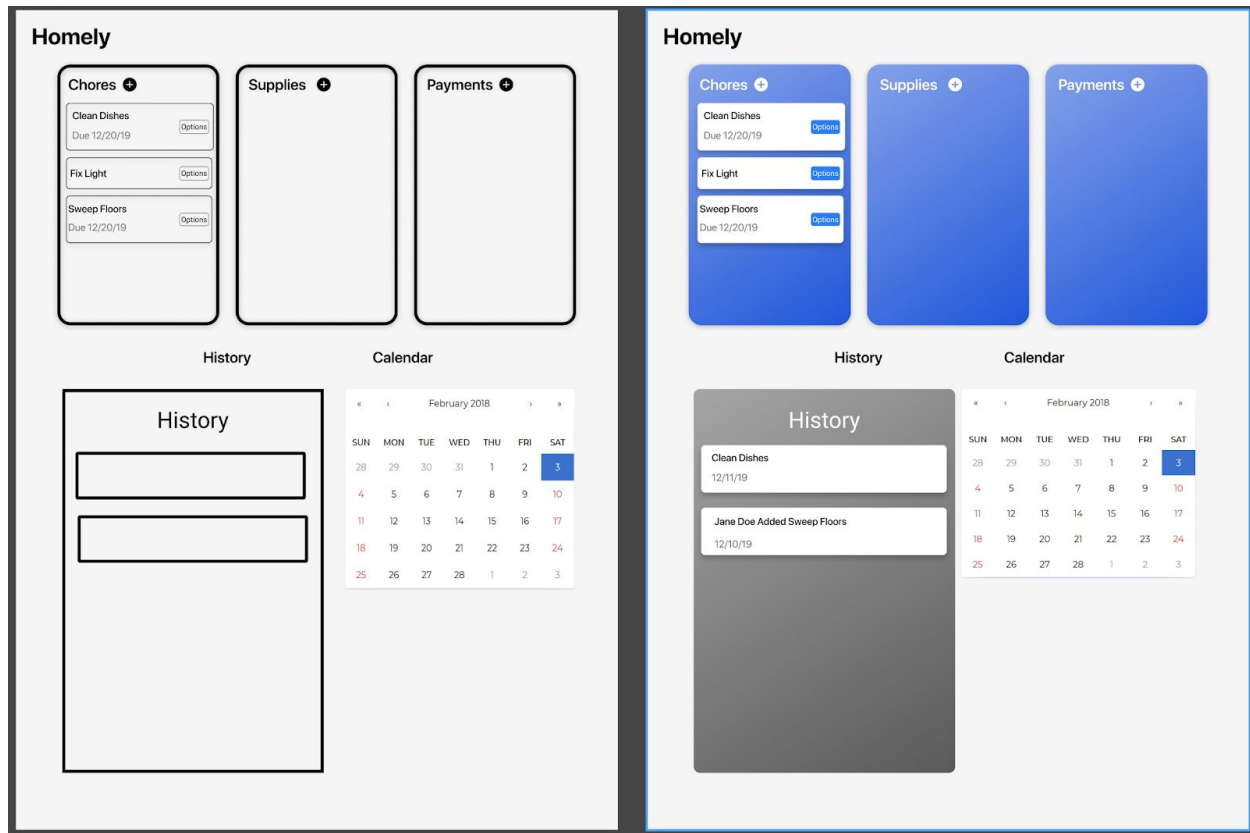 Homely
Chores Supplies Payments
Clean Dishes
Due 12/20/19
Options
Fix Light
Options
Sweep Floors
Due 12/20/19
Options
History Calendar
History
« ‹ February 2018 › »
SUN MON TUE WED THU FRI SAT
28 29 30 31 1 2 3
4 5 6 7 8 9 10
11 12 13 14 15 16 17
18 19 20 21 22 23 24
25 26 27 28 1 2 3
Homely
Chores Supplies Payments
Clean Dishes
Due 12/20/19
Options
Fix Light
Options
Sweep Floors
Due 12/20/19
Options
History Calendar
History
Clean Dishes
12/11/19
Jane Doe Added Sweep Floors
12/10/19
« ‹ February 2018 › »
SUN MON TUE WED THU FRI SAT
28 29 30 31 1 2 3
4 5 6 7 8 9 10
11 12 13 14 15 16 17
18 19 20 21 22 23 24
25 26 27 28 1 2 3